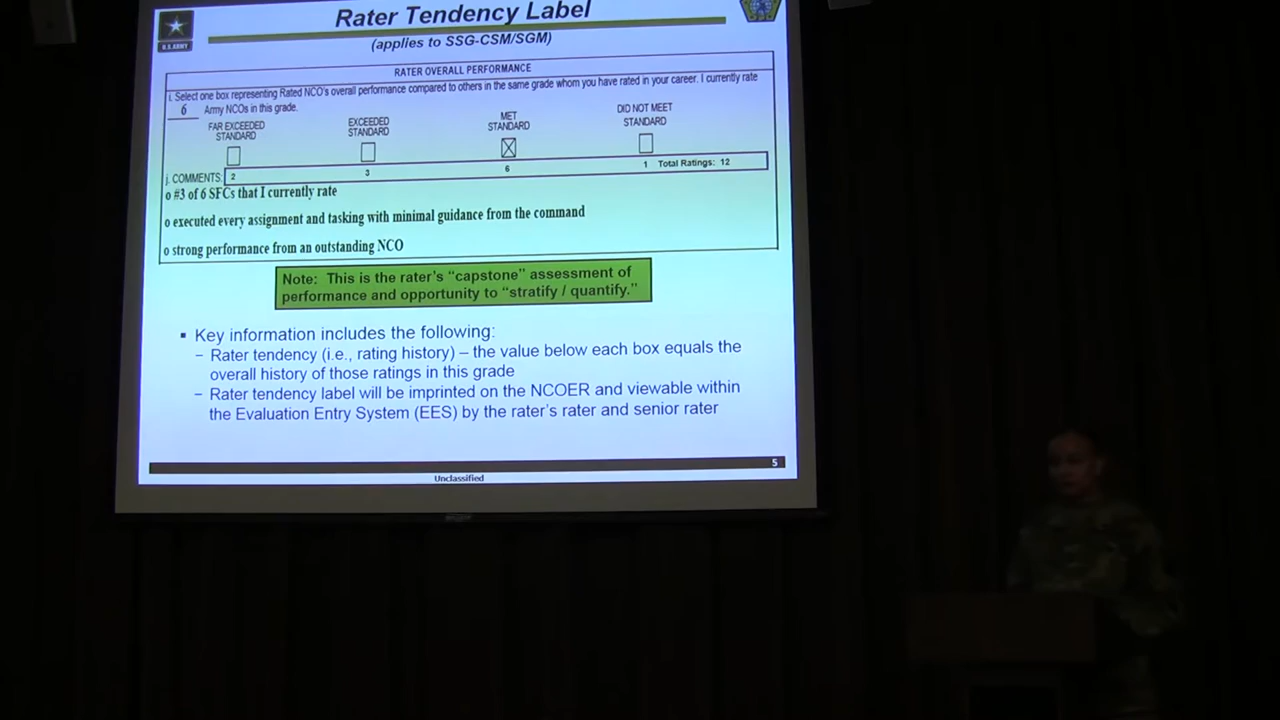 Rater Tendency Label
(applies to SSG-CSM/SGM)
U.S.ARMY
RATER OVERALL PERFORMANCE
i. Select one box representing Rated NCO's overall performance compared to others in the same grade whom you have rated in your career. I currently rate
6 Army NCOs in this grade.
FAR EXCEEDED STANDARD
EXCEEDED STANDARD
MET STANDARD
DID NOT MEET STANDARD
j. COMMENTS: 2 3 6 1 Total Ratings: 12
o #3 of 6 SFCs that I currently rate
o executed every assignment and tasking with minimal guidance from the command
o strong performance from an outstanding NCO
Note: This is the rater's “capstone” assessment of
performance and opportunity to “stratify / quantify.”
▪ Key information includes the following:
− Rater tendency (i.e., rating history) – the value below each box equals the
overall history of those ratings in this grade
− Rater tendency label will be imprinted on the NCOER and viewable within
the Evaluation Entry System (EES) by the rater's rater and senior rater
5
Unclassified